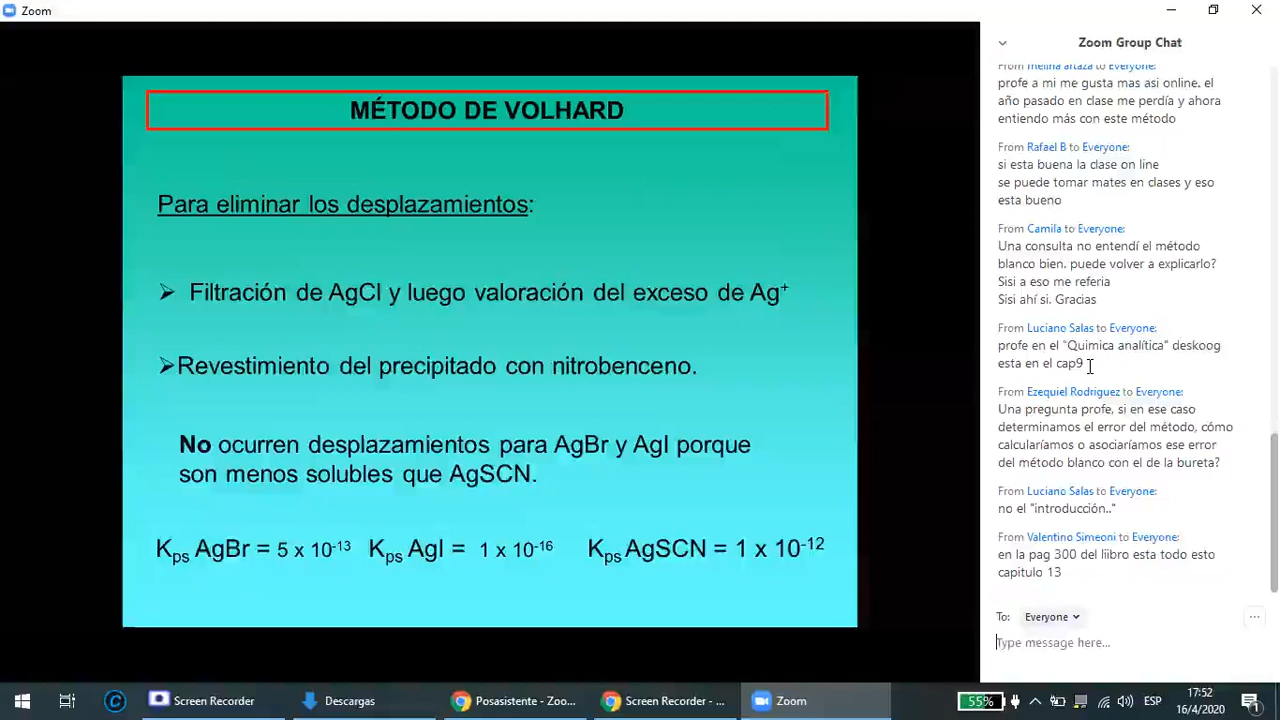 Zoom
MÉTODO DE VOLHARD
Para eliminar los desplazamientos:
➢ Filtración de AgCl y luego valoración del exceso de Ag⁺
➢Revestimiento del precipitado con nitrobenceno.
No ocurren desplazamientos para AgBr y AgI porque
son menos solubles que AgSCN.
Kps AgBr = 5 x 10⁻¹³ Kps AgI = 1 x 10⁻¹⁶ Kps AgSCN = 1 x 10⁻¹²
Zoom Group Chat
From melina artaza to Everyone:
profe a mi me gusta mas asi online. el
año pasado en clase me perdía y ahora
entiendo más con este método
From Rafael B to Everyone:
si esta buena la clase on line
se puede tomar mates en clases y eso
esta bueno
From Camila to Everyone:
Una consulta no entendí el método
blanco bien. puede volver a explicarlo?
Sisi a eso me referia
Sisi ahí si. Gracias
From Luciano Salas to Everyone:
profe en el "Quimica analítica" deskoog
esta en el cap9
From Ezequiel Rodriguez to Everyone:
Una pregunta profe, si en ese caso
determinamos el error del método, cómo
calcularíamos o asociaríamos ese error
del método blanco con el de la bureta?
From Luciano Salas to Everyone:
no el "introducción.."
From Valentino Simeoni to Everyone:
en la pag 300 del liibro esta todo esto
capitulo 13
To: Everyone
Type message here...
Screen Recorder
Descargas
Posasistente - Zoo...
Screen Recorder - ...
Zoom
55%
ESP
17:52
16/4/2020
1